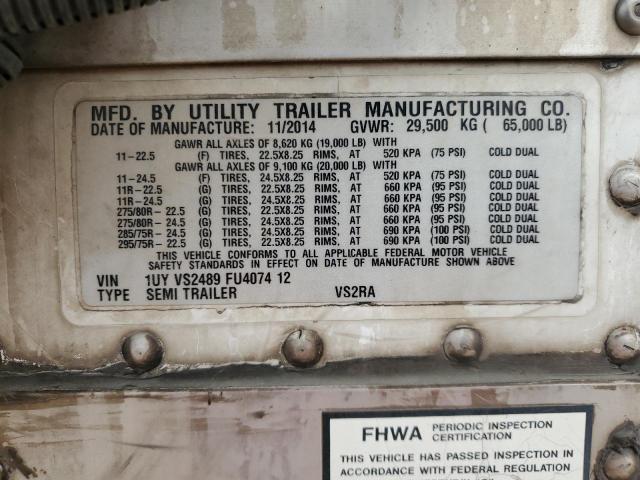 MFD. BY UTILITY TRAILER MANUFACTURING CO.
DATE OF MANUFACTURE: 11/2014 GVWR: 29,500 KG ( 65,000 LB)
GAWR ALL AXLES OF 8,620 KG (19,000 LB) WITH
11-22.5 (F) TIRES, 22.5X8.25 RIMS, AT 520 KPA (75 PSI) COLD DUAL
GAWR ALL AXLES OF 9,100 KG (20,000 LB) WITH
11-24.5 (F) TIRES, 24.5X8.25 RIMS, AT 520 KPA (75 PSI) COLD DUAL
11R-22.5 (G) TIRES, 22.5X8.25 RIMS, AT 660 KPA (95 PSI) COLD DUAL
11R-24.5 (G) TIRES, 24.5X8.25 RIMS, AT 660 KPA (95 PSI) COLD DUAL
275/80R-22.5 (G) TIRES, 22.5X8.25 RIMS, AT 660 KPA (95 PSI) COLD DUAL
275/80R-24.5 (G) TIRES, 24.5X8.25 RIMS, AT 660 KPA (95 PSI) COLD DUAL
285/75R-24.5 (G) TIRES, 24.5X8.25 RIMS, AT 690 KPA (100 PSI) COLD DUAL
295/75R-22.5 (G) TIRES, 22.5X8.25 RIMS, AT 690 KPA (100 PSI) COLD DUAL
THIS VEHICLE CONFORMS TO ALL APPLICABLE FEDERAL MOTOR VEHICLE
SAFETY STANDARDS IN EFFECT ON DATE OF MANUFACTURE SHOWN ABOVE
VIN 1UY VS2489 FU4074 12
TYPE SEMI TRAILER VS2RA
FHWA PERIODIC INSPECTION
CERTIFICATION
THIS VEHICLE HAS PASSED INSPECTION IN
ACCORDANCE WITH FEDERAL REGULATION